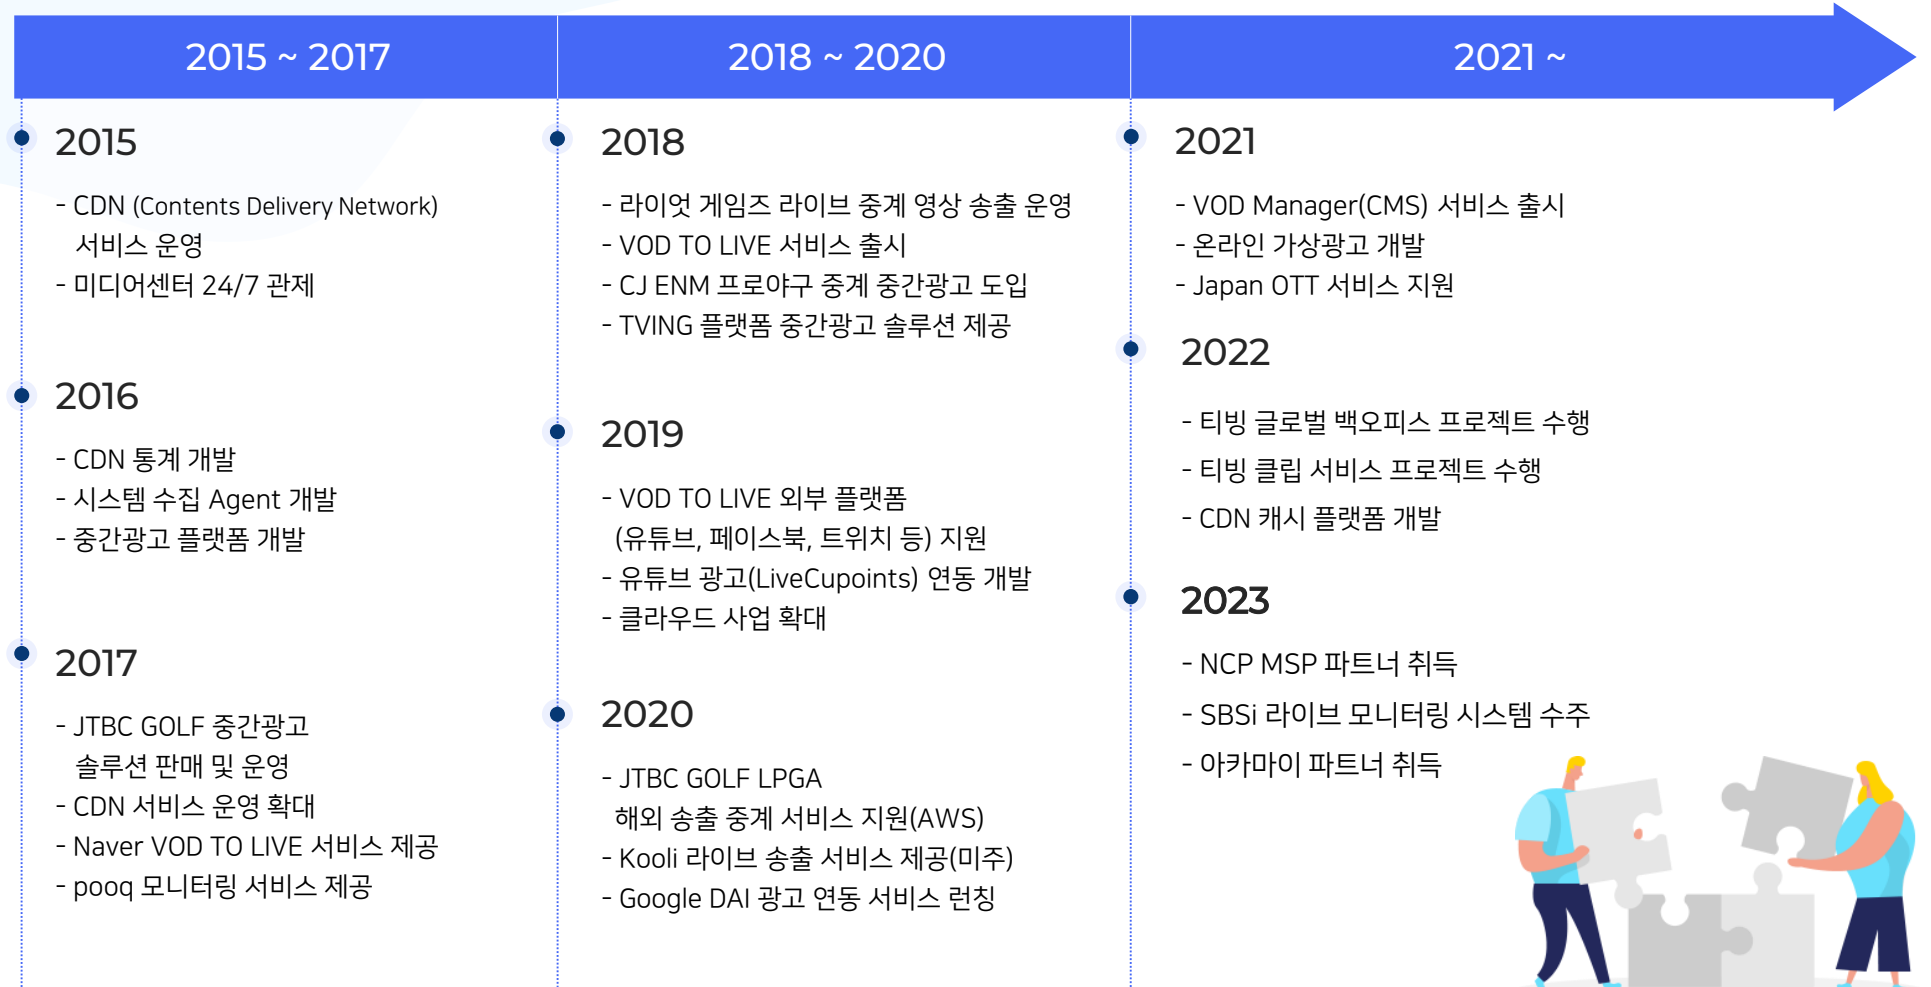 2015 ~ 2017
2018 ~ 2020
2021 ~
2015
- CDN (Contents Delivery Network)
서비스 운영
- 미디어센터 24/7 관제
2016
- CDN 통계 개발
- 시스템 수집 Agent 개발
- 중간광고 플랫폼 개발
2017
- JTBC GOLF 중간광고
솔루션 판매 및 운영
- CDN 서비스 운영 확대
- Naver VOD TO LIVE 서비스 제공
- pooq 모니터링 서비스 제공
2018
- 라이엇 게임즈 라이브 중계 영상 송출 운영
- VOD TO LIVE 서비스 출시
- CJ ENM 프로야구 중계 중간광고 도입
- TVING 플랫폼 중간광고 솔루션 제공
2019
- VOD TO LIVE 외부 플랫폼
(유튜브, 페이스북, 트위치 등) 지원
- 유튜브 광고(LiveCupoints) 연동 개발
- 클라우드 사업 확대
2020
- JTBC GOLF LPGA
해외 송출 중계 서비스 지원(AWS)
- Kooli 라이브 송출 서비스 제공(미주)
- Google DAI 광고 연동 서비스 런칭
2021
- VOD Manager(CMS) 서비스 출시
- 온라인 가상광고 개발
- Japan OTT 서비스 지원
2022
- 티빙 글로벌 백오피스 프로젝트 수행
- 티빙 클립 서비스 프로젝트 수행
- CDN 캐시 플랫폼 개발
2023
- NCP MSP 파트너 취득
- SBSi 라이브 모니터링 시스템 수주
- 아카마이 파트너 취득